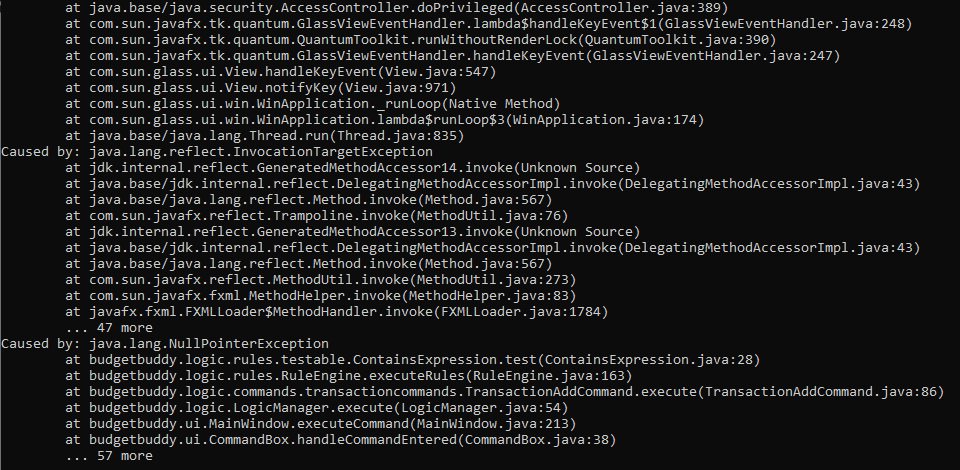 at java.base/java.security.AccessController.doPrivileged(AccessController.java:389)
at com.sun.javafx.tk.quantum.GlassViewEventHandler.lambda$handleKeyEvent$1(GlassViewEventHandler.java:248)
at com.sun.javafx.tk.quantum.QuantumToolkit.runWithoutRenderLock(QuantumToolkit.java:390)
at com.sun.javafx.tk.quantum.GlassViewEventHandler.handleKeyEvent(GlassViewEventHandler.java:247)
at com.sun.glass.ui.View.handleKeyEvent(View.java:547)
at com.sun.glass.ui.View.notifyKey(View.java:971)
at com.sun.glass.ui.win.WinApplication._runLoop(Native Method)
at com.sun.glass.ui.win.WinApplication.lambda$runLoop$3(WinApplication.java:174)
at java.base/java.lang.Thread.run(Thread.java:835)
Caused by: java.lang.reflect.InvocationTargetException
at jdk.internal.reflect.GeneratedMethodAccessor14.invoke(Unknown Source)
at java.base/jdk.internal.reflect.DelegatingMethodAccessorImpl.invoke(DelegatingMethodAccessorImpl.java:43)
at java.base/java.lang.reflect.Method.invoke(Method.java:567)
at com.sun.javafx.reflect.Trampoline.invoke(MethodUtil.java:76)
at jdk.internal.reflect.GeneratedMethodAccessor13.invoke(Unknown Source)
at java.base/jdk.internal.reflect.DelegatingMethodAccessorImpl.invoke(DelegatingMethodAccessorImpl.java:43)
at java.base/java.lang.reflect.Method.invoke(Method.java:567)
at com.sun.javafx.reflect.MethodUtil.invoke(MethodUtil.java:273)
at com.sun.javafx.fxml.MethodHelper.invoke(MethodHelper.java:83)
at javafx.fxml.FXMLLoader$MethodHandler.invoke(FXMLLoader.java:1784)
... 47 more
Caused by: java.lang.NullPointerException
at budgetbuddy.logic.rules.testable.ContainsExpression.test(ContainsExpression.java:28)
at budgetbuddy.logic.rules.RuleEngine.executeRules(RuleEngine.java:163)
at budgetbuddy.logic.commands.transactioncommands.TransactionAddCommand.execute(TransactionAddCommand.java:86)
at budgetbuddy.logic.LogicManager.execute(LogicManager.java:54)
at budgetbuddy.ui.MainWindow.executeCommand(MainWindow.java:213)
at budgetbuddy.ui.CommandBox.handleCommandEntered(CommandBox.java:38)
... 57 more